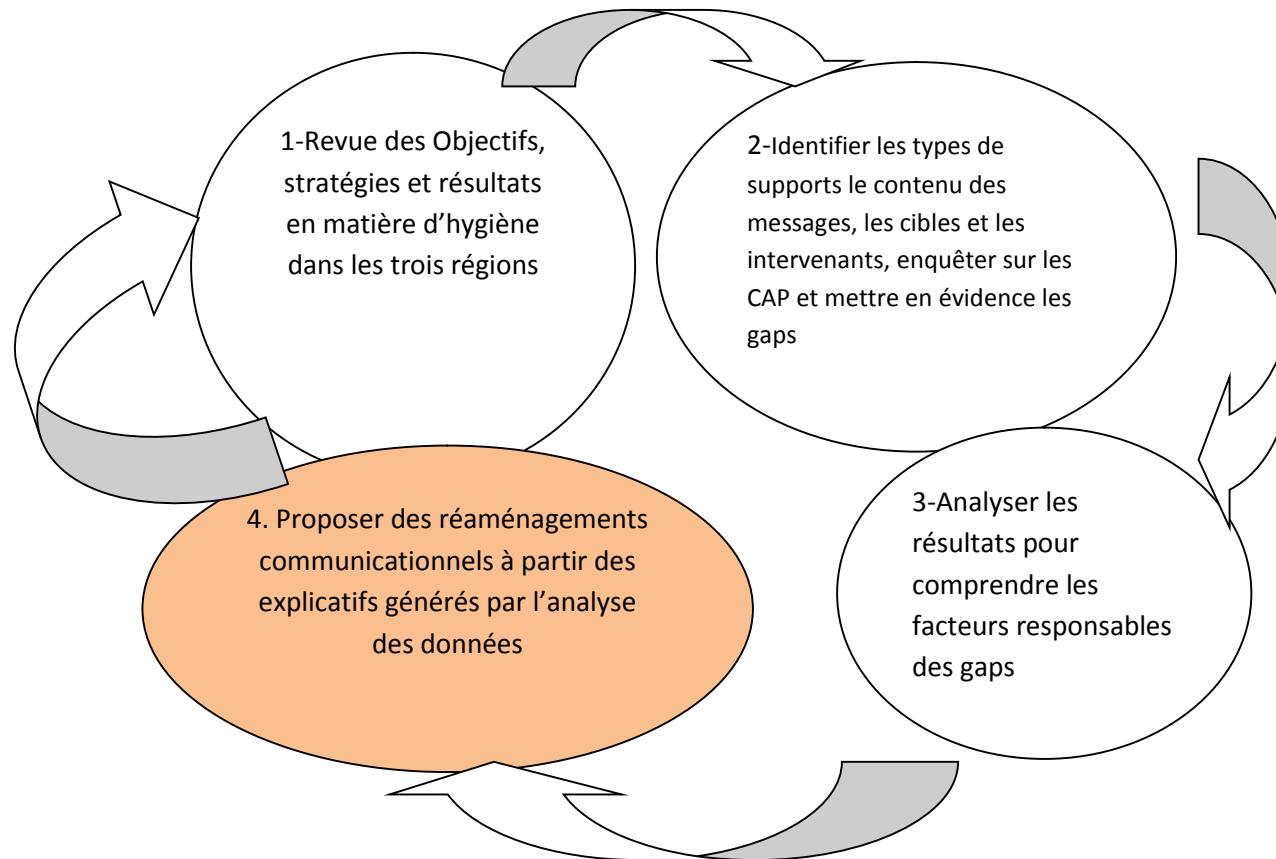 1-Revue des Objectifs,
stratégies et résultats
en matière d’hygiène
dans les trois régions
2-Identifier les types de
supports le contenu des
messages, les cibles et les
intervenants, enquêter sur les
CAP et mettre en évidence les
gaps
3-Analyser les
résultats pour
comprendre les
facteurs responsables
des gaps
4. Proposer des réaménagements
communicationnels à partir des
explicatifs générés par l’analyse
des données